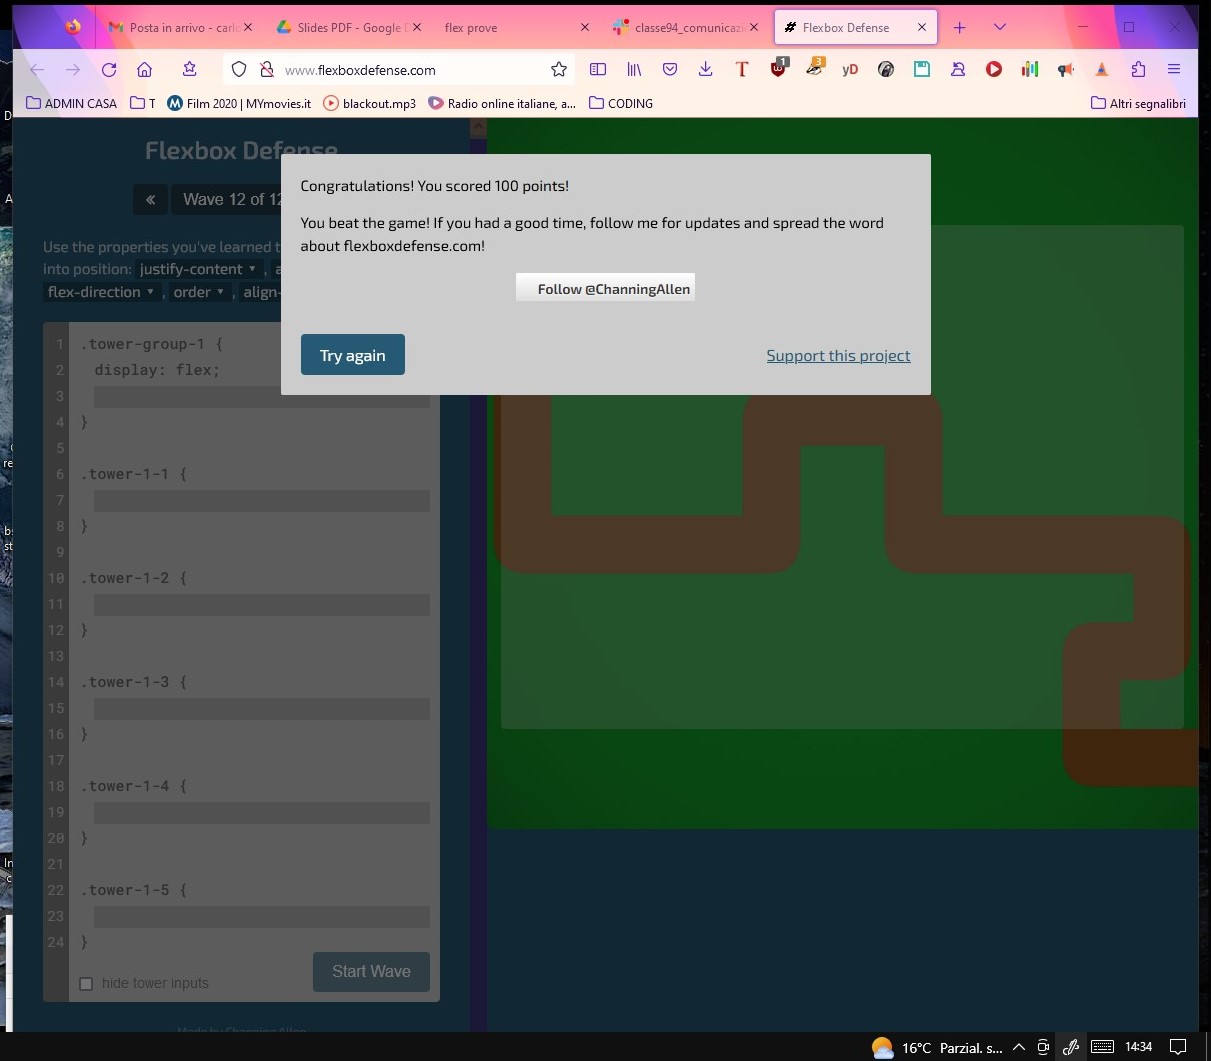 Posta in arrivo - carl
Slides PDF - Google D
flex prove
classe94_comunicazi
Flexbox Defense
www.flexboxdefense.com
T
1
3
yD
ADMIN CASA
T
Film 2020 | MYmovies.it
blackout.mp3
Radio online italiane, a...
CODING
Altri segnalibri
Flexbox Defense
« Wave 12 of 12
Use the properties you've learned t
into position: justify-content ▾ , a
flex-direction ▾ , order ▾ , align-
Congratulations! You scored 100 points!
You beat the game! If you had a good time, follow me for updates and spread the word
about flexboxdefense.com!
Follow @ChanningAllen
Try again
Support this project
1 .tower-group-1 {
2 display: flex;
3
4 }
5
6 .tower-1-1 {
7
8 }
9
10 .tower-1-2 {
11
12 }
13
14 .tower-1-3 {
15
16 }
17
18 .tower-1-4 {
19
20 }
21
22 .tower-1-5 {
23
24 }
hide tower inputs
Start Wave
Made by Channing Allen
16°C Parzial. s...
14:34